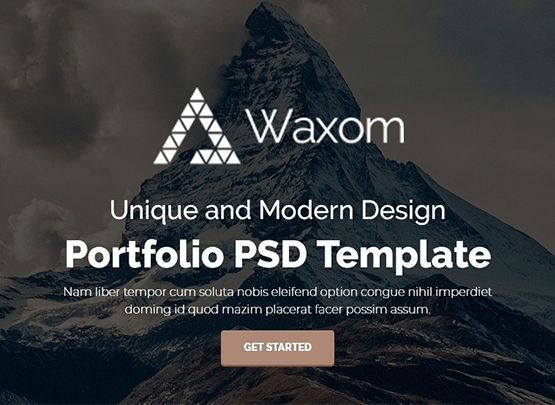 Waxom
Unique and Modern Design
Portfolio PSD Template
Nam liber tempor cum soluta nobis eleifend option congue nihil imperdiet
doming id quod mazim placerat facer possim assum.
GET STARTED